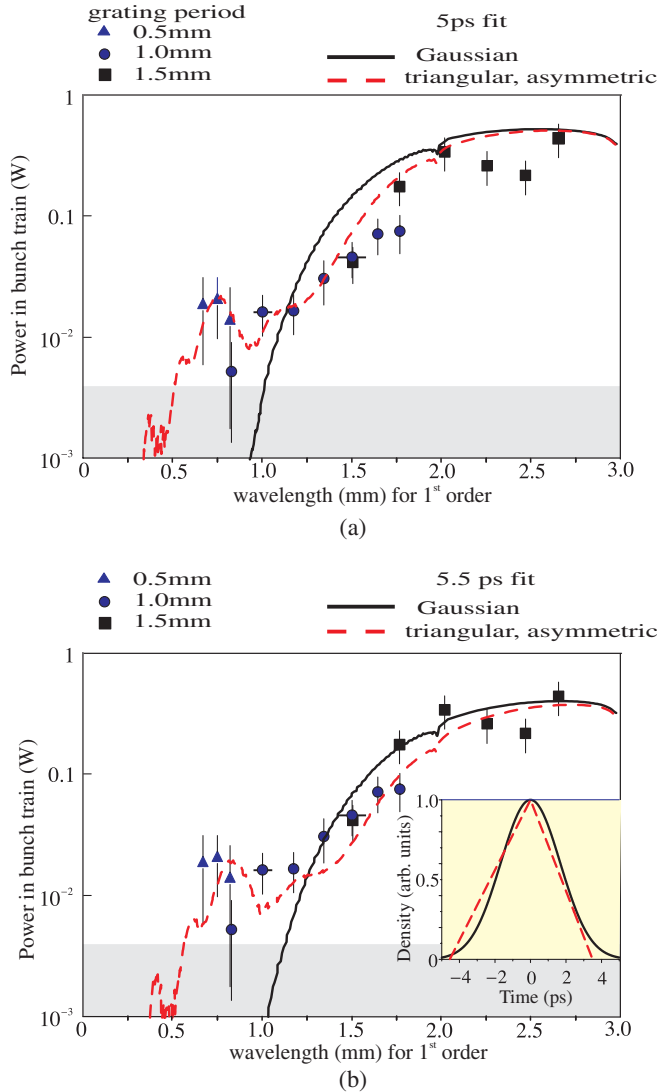 grating period
0.5mm
1.0mm
1.5mm
5ps fit
Gaussian
triangular, asymmetric
Power in bunch train (W)
1
0.1
10⁻²
10⁻³
0 0.5 1.0 1.5 2.0 2.5 3.0
wavelength (mm) for 1ˢᵗ order
(a)
0.5mm
1.0mm
1.5mm
5.5 ps fit
Gaussian
triangular, asymmetric
Power in bunch train (W)
1
0.1
10⁻²
10⁻³
0 0.5 1.0 1.5 2.0 2.5 3.0
wavelength (mm) for 1ˢᵗ order
Density (arb. units)
1.0
0.5
0
−4 −2 0 2 4
Time (ps)
(b)